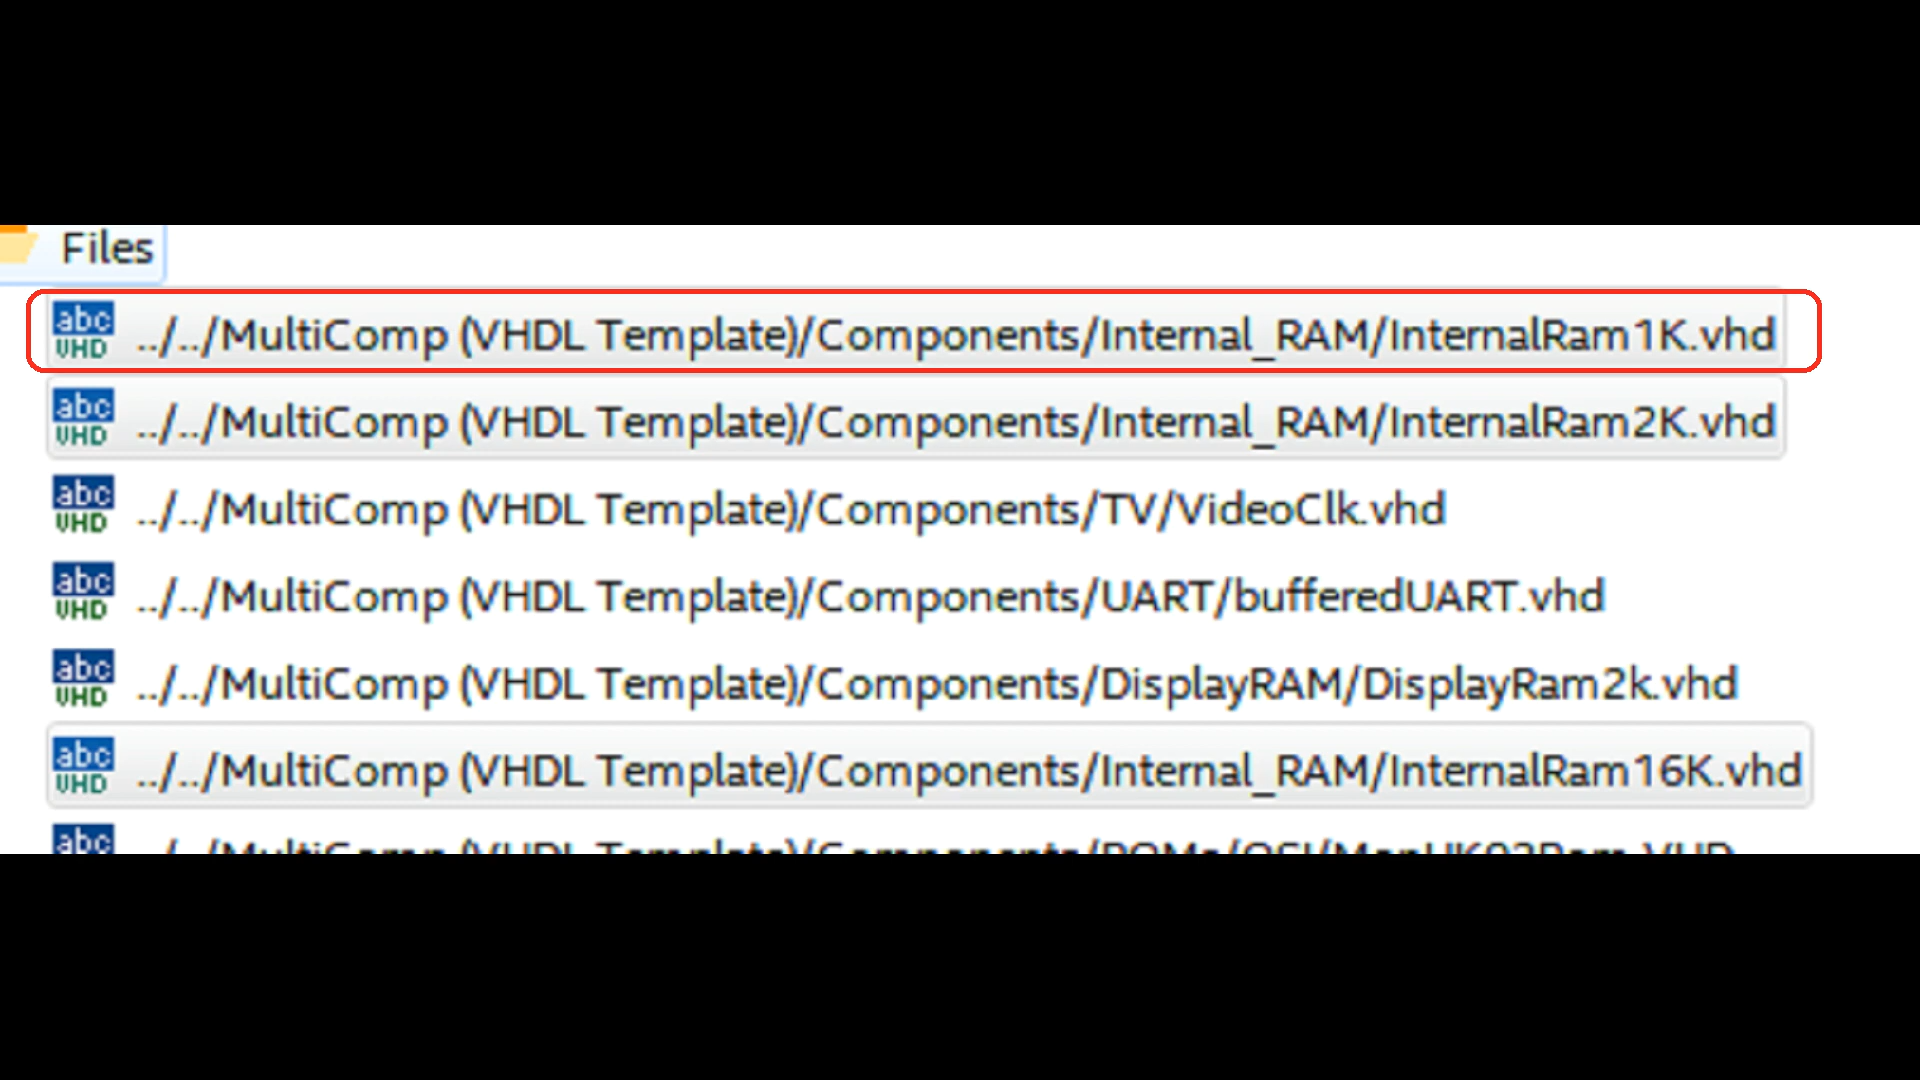 Files
abc
VHD
../../MultiComp (VHDL Template)/Components/Internal_RAM/InternalRam1K.vhd
abc
VHD
../../MultiComp (VHDL Template)/Components/Internal_RAM/InternalRam2K.vhd
abc
VHD
../../MultiComp (VHDL Template)/Components/TV/VideoClk.vhd
abc
VHD
../../MultiComp (VHDL Template)/Components/UART/bufferedUART.vhd
abc
VHD
../../MultiComp (VHDL Template)/Components/DisplayRAM/DisplayRam2k.vhd
abc
VHD
../../MultiComp (VHDL Template)/Components/Internal_RAM/InternalRam16K.vhd
abc